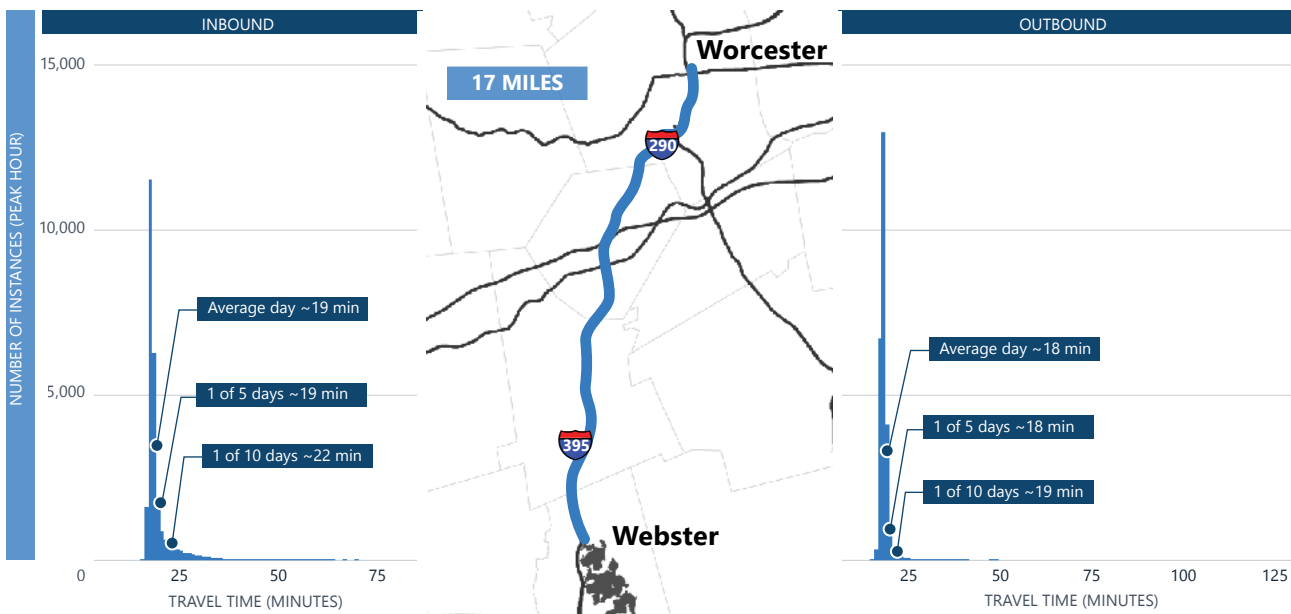 INBOUND
NUMBER OF INSTANCES (PEAK HOUR)
15,000
10,000
5,000
0
Average day ~19 min
1 of 5 days ~19 min
1 of 10 days ~22 min
25
50
75
TRAVEL TIME (MINUTES)
17 MILES
Worcester
290
395
Webster
OUTBOUND
Average day ~18 min
1 of 5 days ~18 min
1 of 10 days ~19 min
25
50
75
100
125
TRAVEL TIME (MINUTES)